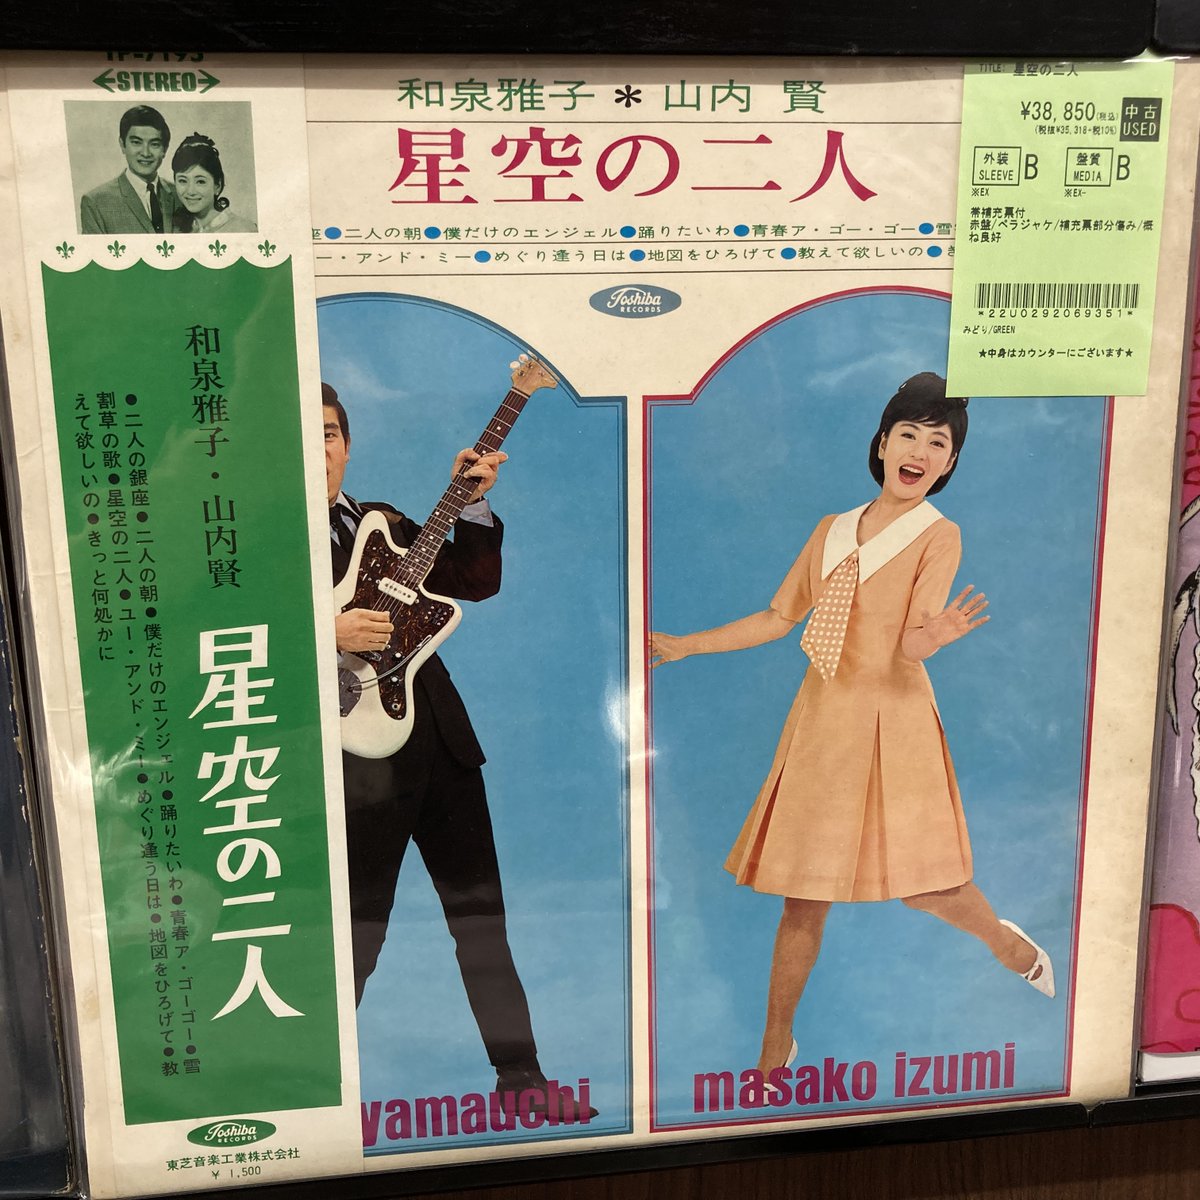 TP-7193
STEREO
和泉雅子・山内賢
星空の二人
●二人の銀座●二人の朝●僕だけのエンジェル●踊りたいわ●青春ア・ゴーゴー●雪
割草の歌●星空の二人●ユー・アンド・ミー●めぐり逢う日は●地図をひろげて●教
えて欲しいの●きっと何処かに
Toshiba
RECORDS
東芝音楽工業株式会社
¥1,500
和泉雅子*山内賢
星空の二人
座●二人の朝●僕だけのエンジェル●踊りたいわ●青春ア・ゴー・ゴー●雪
ー・アンド・ミー●めぐり逢う日は●地図をひろげて●教えて欲しいの●き
Toshiba
RECORDS
yamauchi
masako izumi
TITLE: 星空の二人
¥38,850(税込)
(税抜¥35,318+税10%)
中古
USED
外装
SLEEVE B
※EX
盤質
MEDIA B
※EX-
帯補充票付
赤盤/ペラジャケ/補充票部分傷み/概
ね良好
*22U0292069351*
みどり/GREEN
★中身はカウンターにございます★